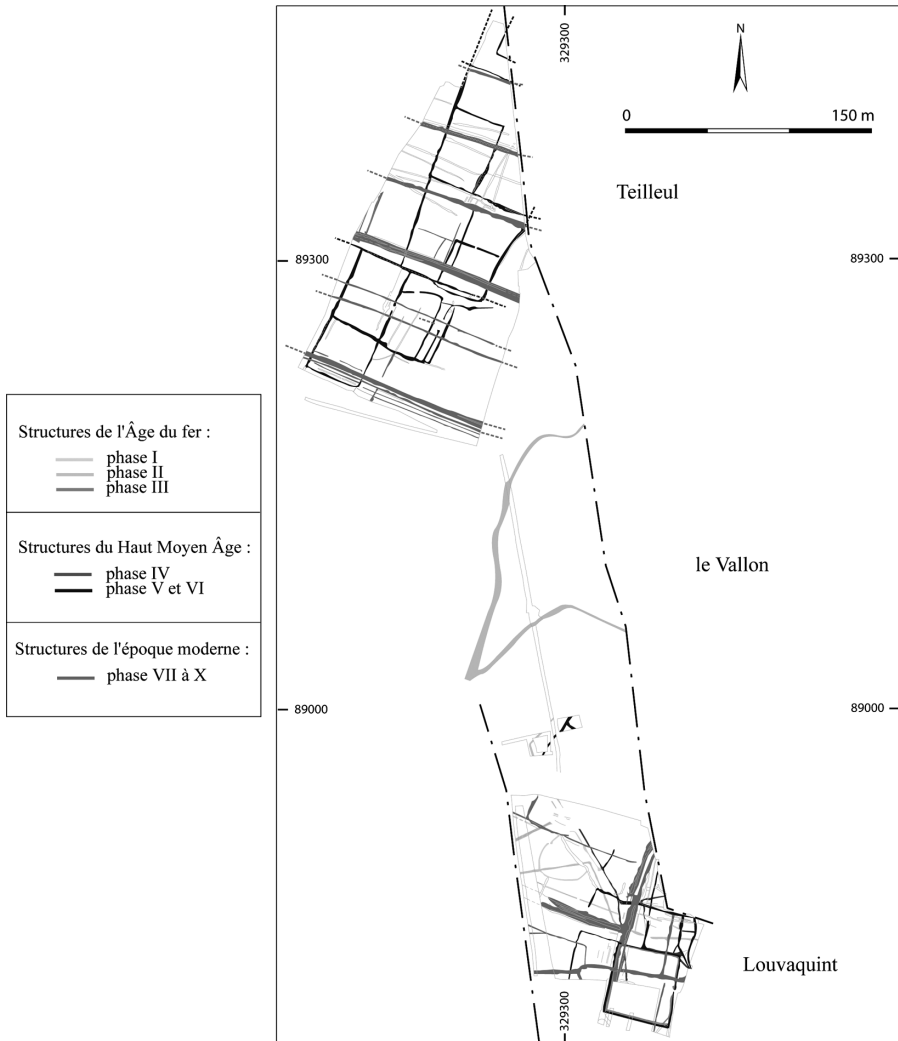 329300
N
0 150 m
Teilleul
89300
89300
Structures de l'Âge du fer :
phase I
phase II
phase III
Structures du Haut Moyen Âge :
phase IV
phase V et VI
Structures de l'époque moderne :
phase VII à X
le Vallon
89000
89000
Louvaquint
329300